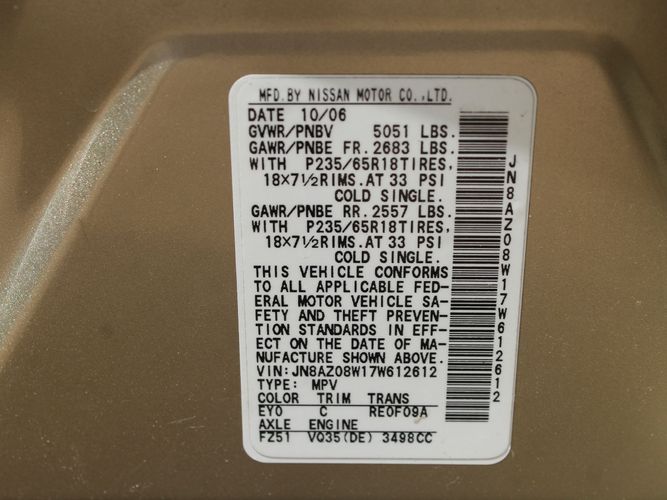 MFD.BY NISSAN MOTOR CO.,LTD.
DATE 10/06
GVWR/PNBV 5051 LBS.
GAWR/PNBE FR.2683 LBS.
WITH P235/65R18TIRES,
18×7½RIMS.AT 33 PSI
COLD SINGLE.
GAWR/PNBE RR.2557 LBS.
WITH P235/65R18TIRES,
18×7½RIMS.AT 33 PSI
COLD SINGLE.
THIS VEHICLE CONFORMS
TO ALL APPLICABLE FED-
ERAL MOTOR VEHICLE SA-
FETY AND THEFT PREVEN-
TION STANDARDS IN EFF-
ECT ON THE DATE OF MA-
NUFACTURE SHOWN ABOVE.
VIN:JN8AZ08W17W612612
TYPE: MPV
COLOR TRIM TRANS
EY0 C RE0F09A
AXLE ENGINE
FZ51 VQ35(DE) 3498CC
JN8AZ08W17W612612